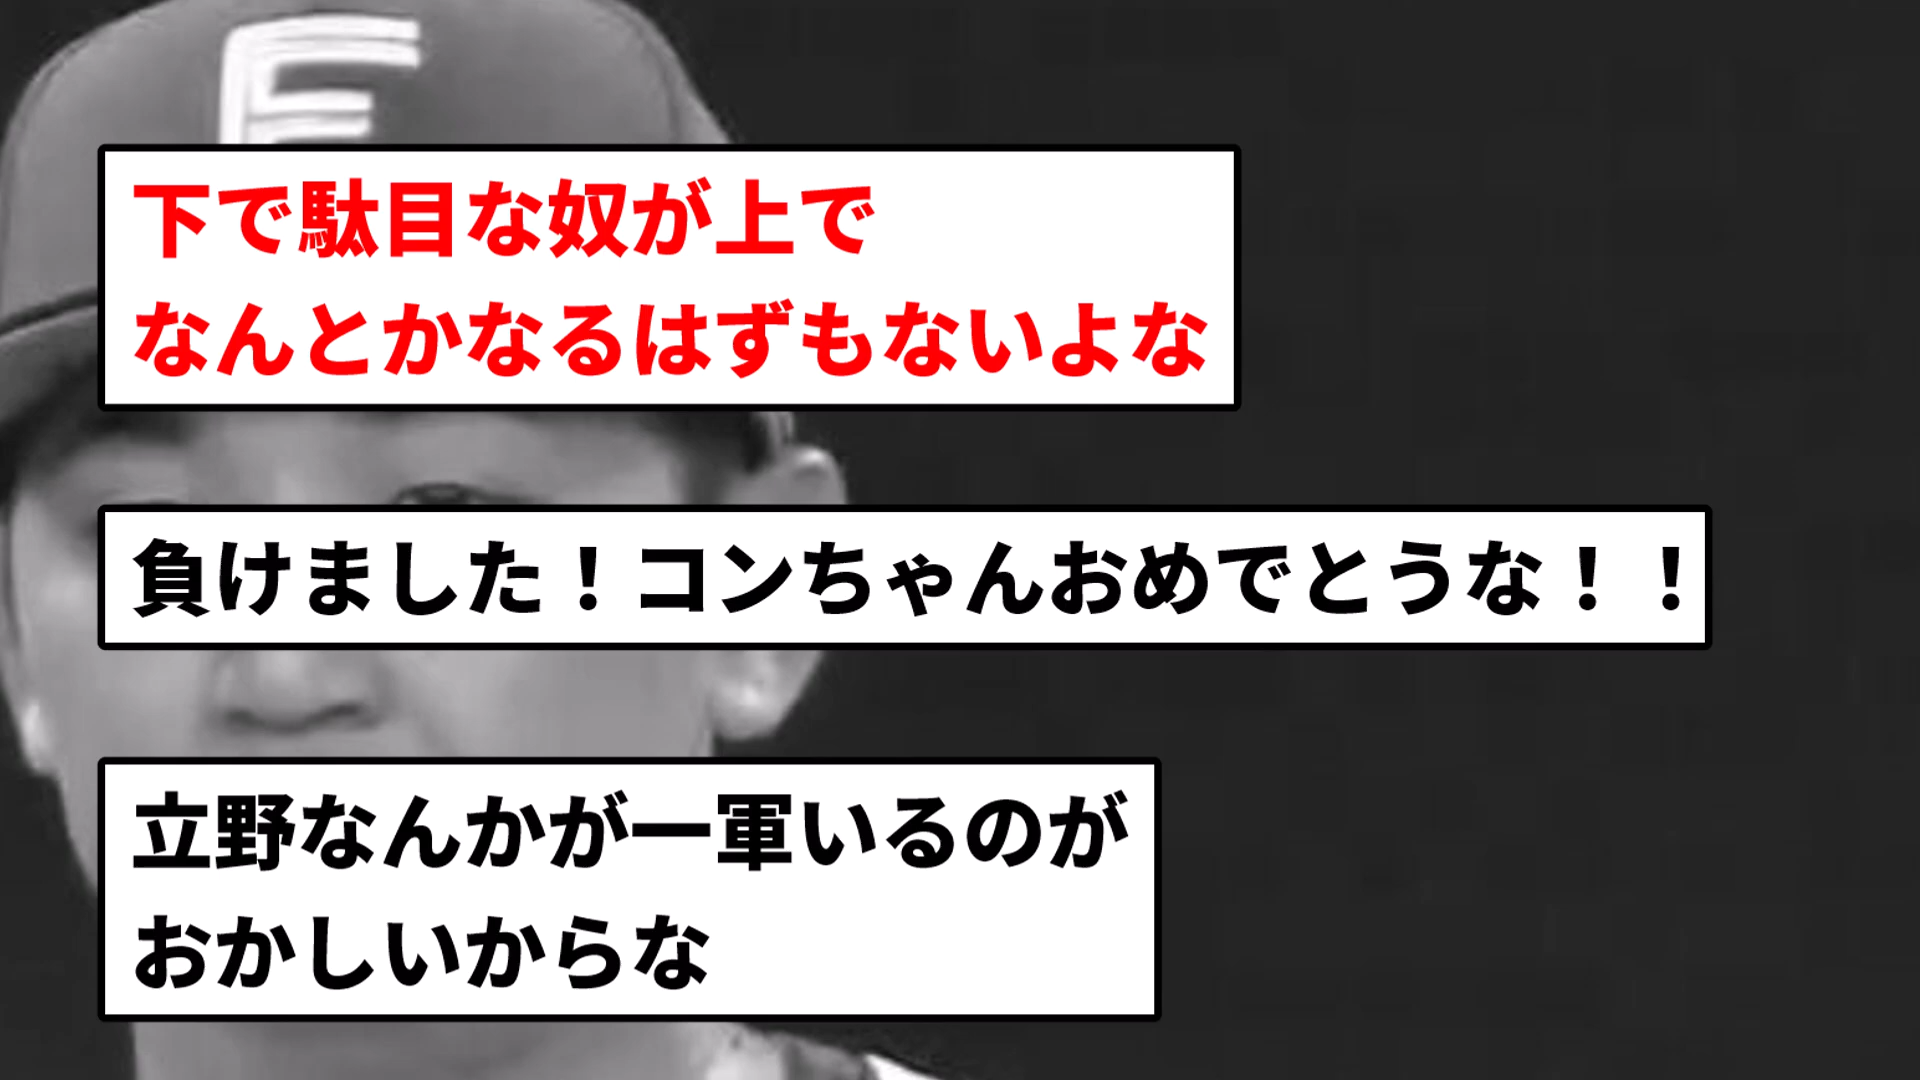 下で駄目な奴が上で
なんとかなるはずもないよな
負けました！コンちゃんおめでとうな！！
立野なんかが一軍いるのが
おかしいからな